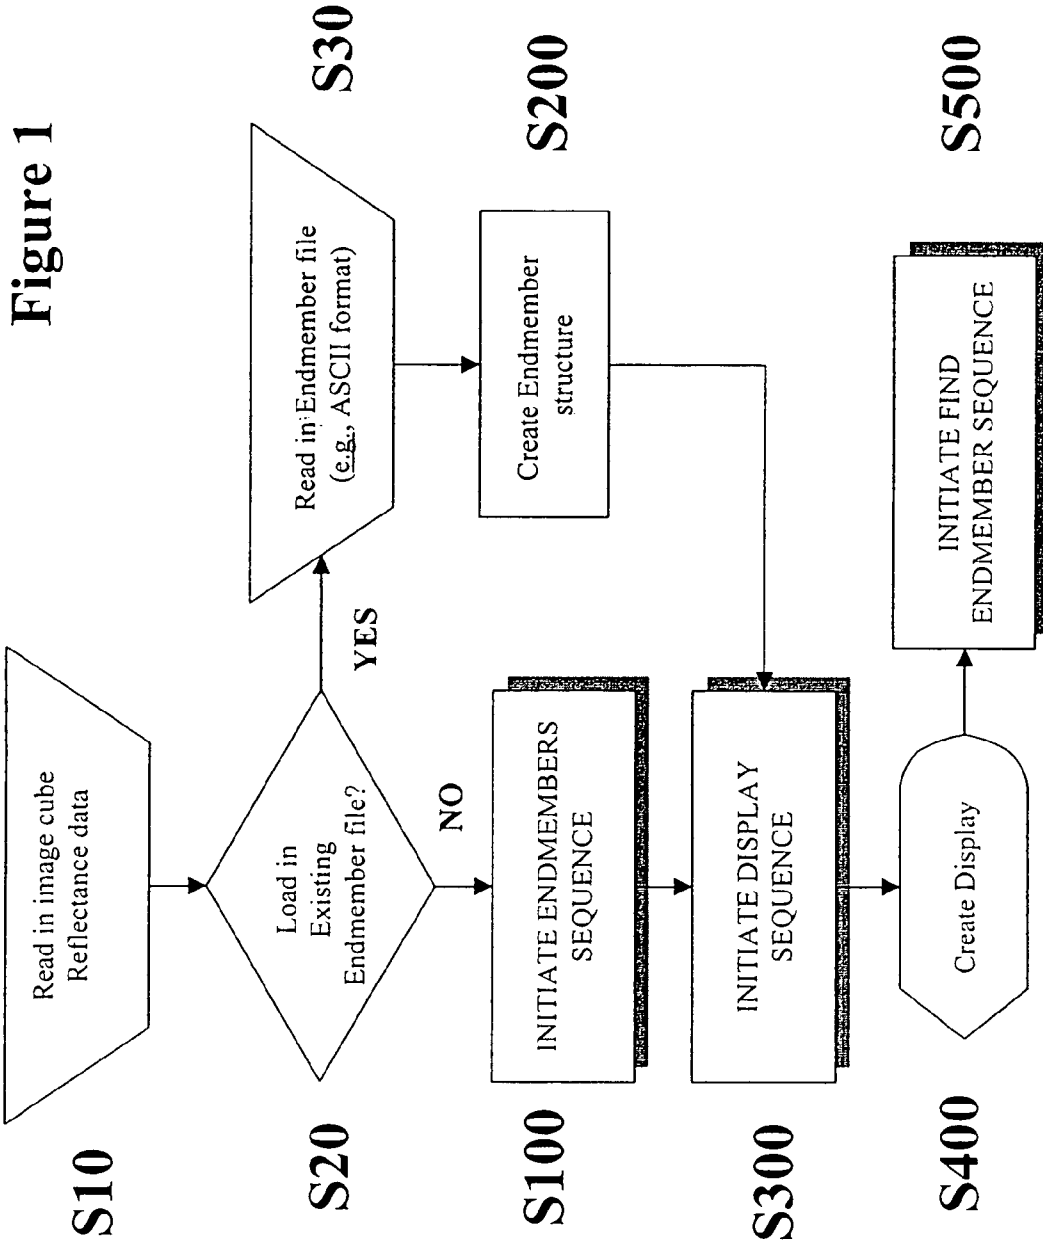 Figure 1
S10
Read in image cube
Reflectance data
S20
Load in
Existing
Endmember file?
YES
NO
S30
Read in Endmember file
(e.g., ASCII format)
S100
INITIATE ENDMEMBERS
SEQUENCE
S200
Create Endmember
structure
S300
INITIATE DISPLAY
SEQUENCE
S400
Create Display
S500
INITIATE FIND
ENDMEMBER SEQUENCE